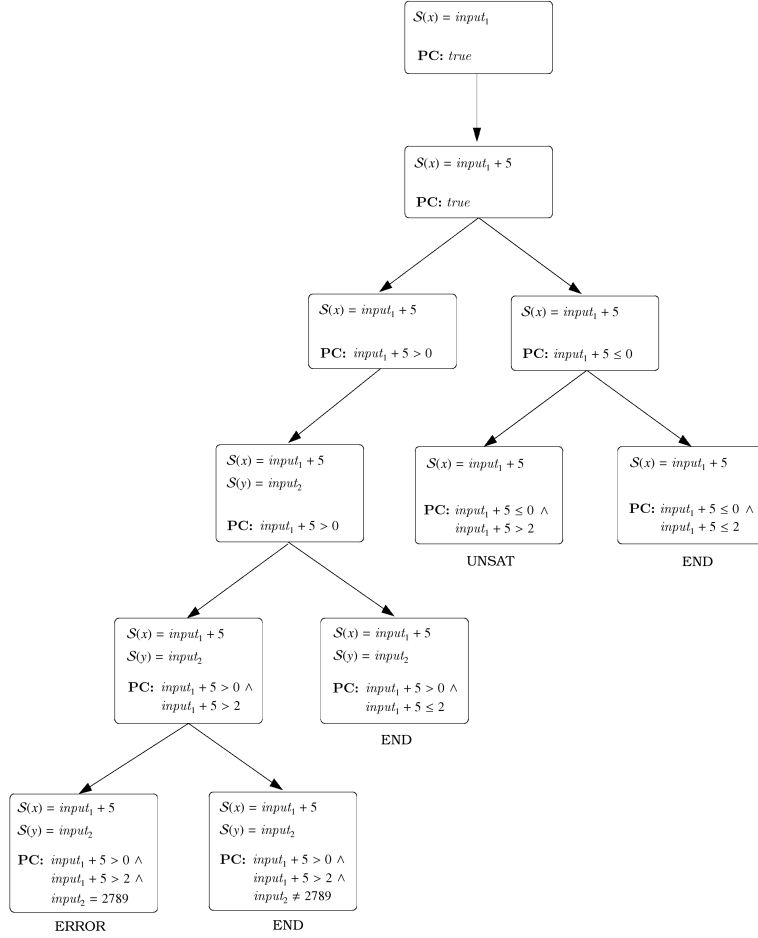 𝒮(x) = input₁
PC: true
𝒮(x) = input₁ + 5
PC: true
𝒮(x) = input₁ + 5
PC: input₁ + 5 > 0
𝒮(x) = input₁ + 5
PC: input₁ + 5 ≤ 0
𝒮(x) = input₁ + 5
𝒮(y) = input₂
PC: input₁ + 5 > 0
𝒮(x) = input₁ + 5
PC: input₁ + 5 ≤ 0 ∧
input₁ + 5 > 2
UNSAT
𝒮(x) = input₁ + 5
PC: input₁ + 5 ≤ 0 ∧
input₁ + 5 ≤ 2
END
𝒮(x) = input₁ + 5
𝒮(y) = input₂
PC: input₁ + 5 > 0 ∧
input₁ + 5 > 2
𝒮(x) = input₁ + 5
𝒮(y) = input₂
PC: input₁ + 5 > 0 ∧
input₁ + 5 ≤ 2
END
𝒮(x) = input₁ + 5
𝒮(y) = input₂
PC: input₁ + 5 > 0 ∧
input₁ + 5 > 2 ∧
input₂ = 2789
ERROR
𝒮(x) = input₁ + 5
𝒮(y) = input₂
PC: input₁ + 5 > 0 ∧
input₁ + 5 > 2 ∧
input₂ ≠ 2789
END